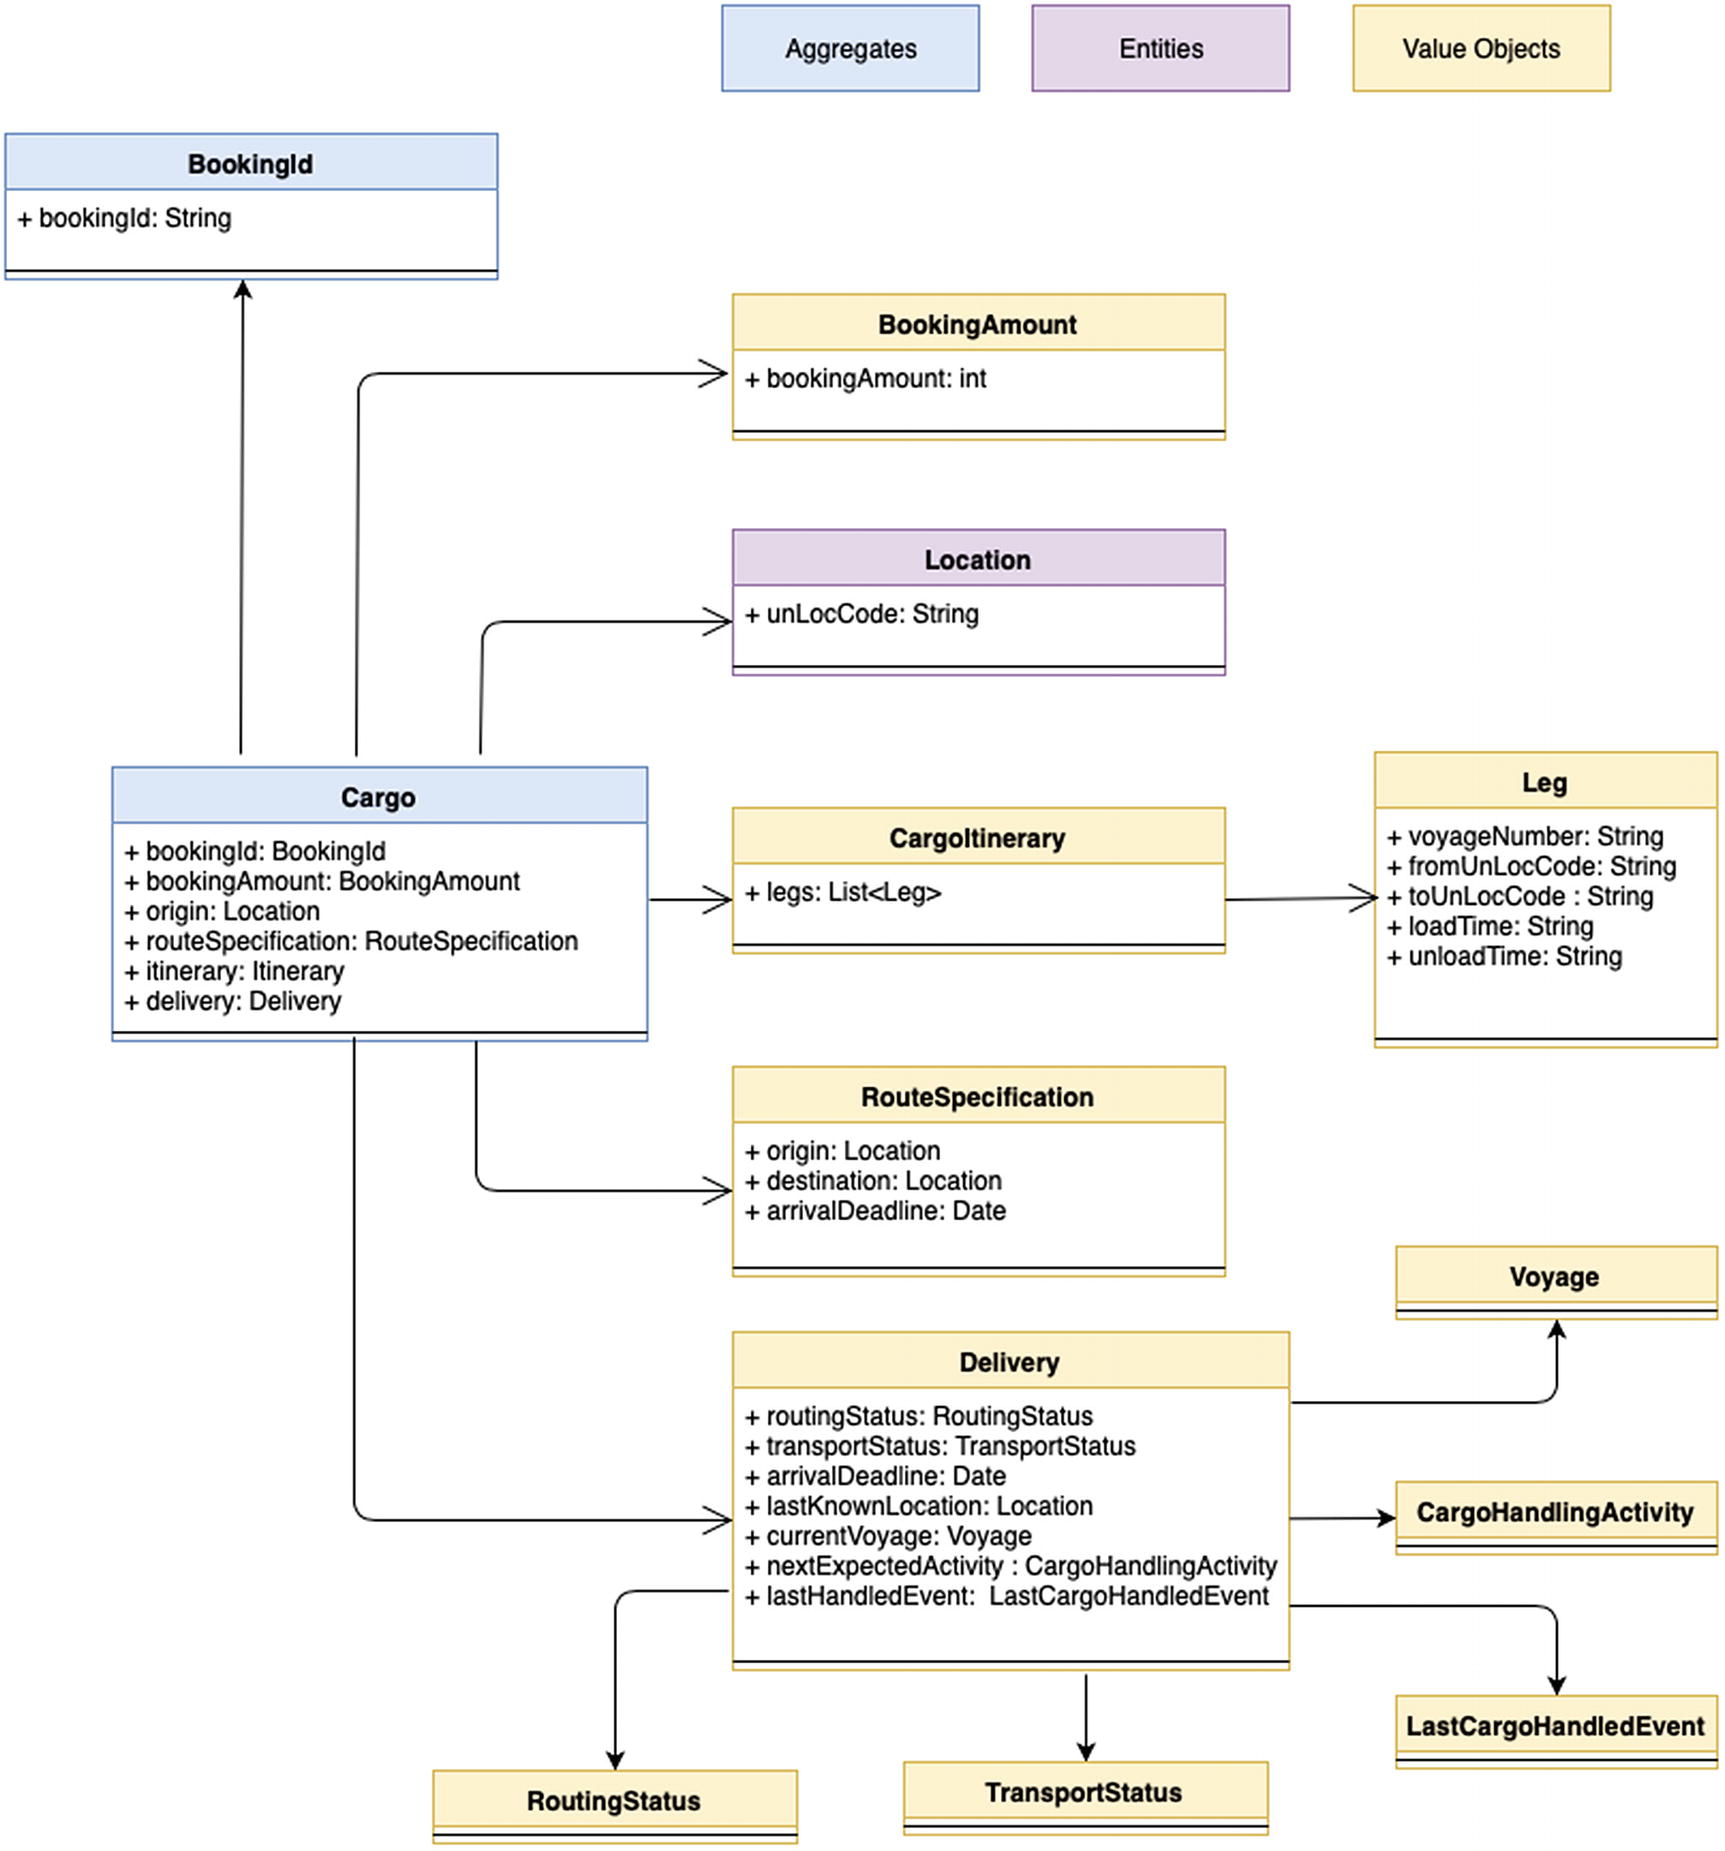 Aggregates
Entities
Value Objects
BookingId
+ bookingId: String
BookingAmount
+ bookingAmount: int
Location
+ unLocCode: String
Cargo
+ bookingId: BookingId
+ bookingAmount: BookingAmount
+ origin: Location
+ routeSpecification: RouteSpecification
+ itinerary: Itinerary
+ delivery: Delivery
CargoItinerary
+ legs: List<Leg>
Leg
+ voyageNumber: String
+ fromUnLocCode: String
+ toUnLocCode : String
+ loadTime: String
+ unloadTime: String
RouteSpecification
+ origin: Location
+ destination: Location
+ arrivalDeadline: Date
Voyage
Delivery
+ routingStatus: RoutingStatus
+ transportStatus: TransportStatus
+ arrivalDeadline: Date
+ lastKnownLocation: Location
+ currentVoyage: Voyage
+ nextExpectedActivity : CargoHandlingActivity
+ lastHandledEvent:  LastCargoHandledEvent
CargoHandlingActivity
LastCargoHandledEvent
RoutingStatus
TransportStatus